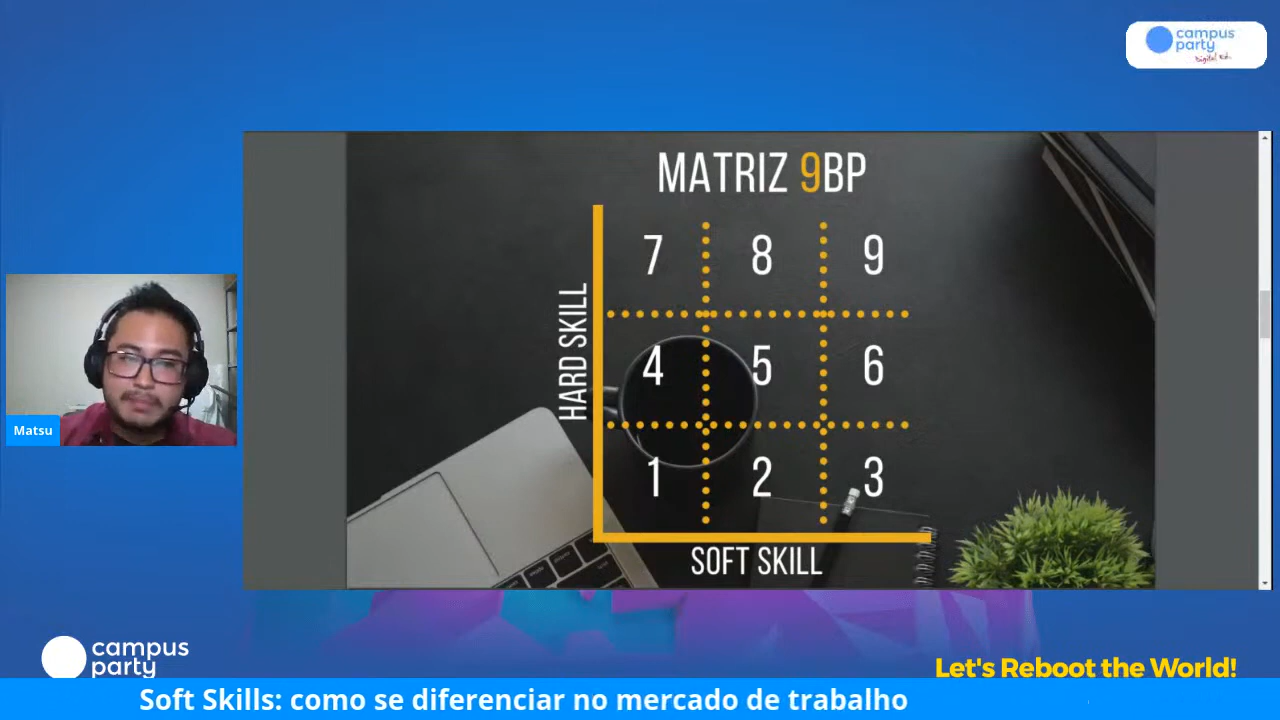 campus
party
Digital Edi.
MATRIZ 9BP
7 8 9
HARD SKILL
4 5 6
1 2 3
SOFT SKILL
Matsu
campus
party
Let's Reboot the World!
Soft Skills: como se diferenciar no mercado de trabalho